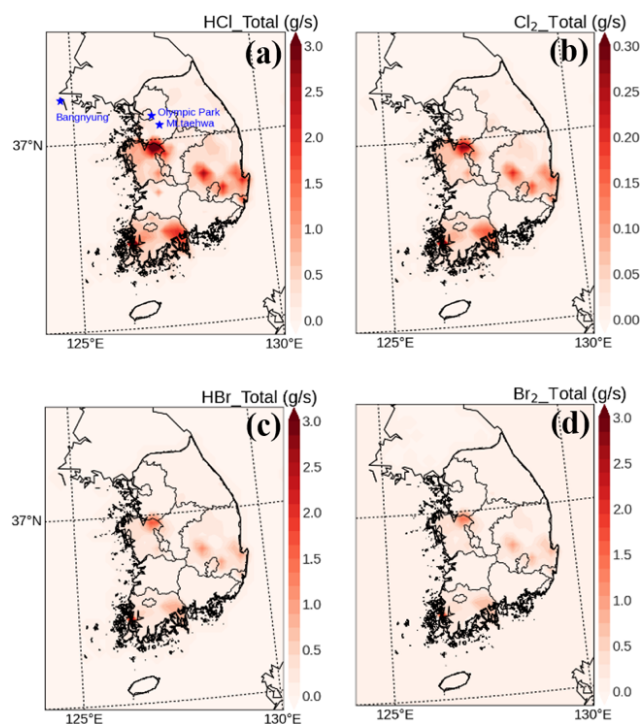 HCl_Total (g/s)
(a)
3.0
2.5
2.0
1.5
1.0
0.5
0.0
Bangnyung
Olympic Park
Mt.taehwa
37°N
125°E
130°E
Cl₂_Total (g/s)
(b)
0.30
0.25
0.20
0.15
0.10
0.05
0.00
125°E
130°E
HBr_Total (g/s)
(c)
3.0
2.5
2.0
1.5
1.0
0.5
0.0
37°N
125°E
130°E
Br₂_Total (g/s)
(d)
3.0
2.5
2.0
1.5
1.0
0.5
0.0
125°E
130°E